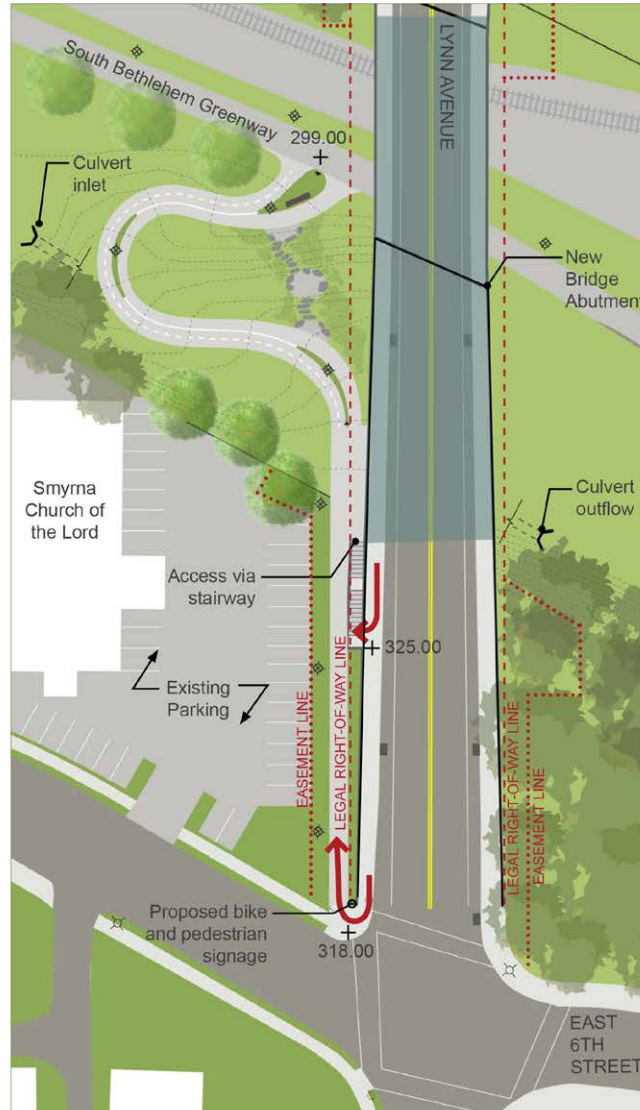 South Bethlehem Greenway
LYNN AVENUE
299.00
Culvert
inlet
New
Bridge
Abutment
Smyrna
Church of
the Lord
Culvert
outflow
Access via
stairway
325.00
Existing
Parking
EASEMENT LINE
LEGAL RIGHT-OF-WAY LINE
LEGAL RIGHT-OF-WAY LINE
EASEMENT LINE
Proposed bike
and pedestrian
signage
318.00
EAST
6TH
STREET